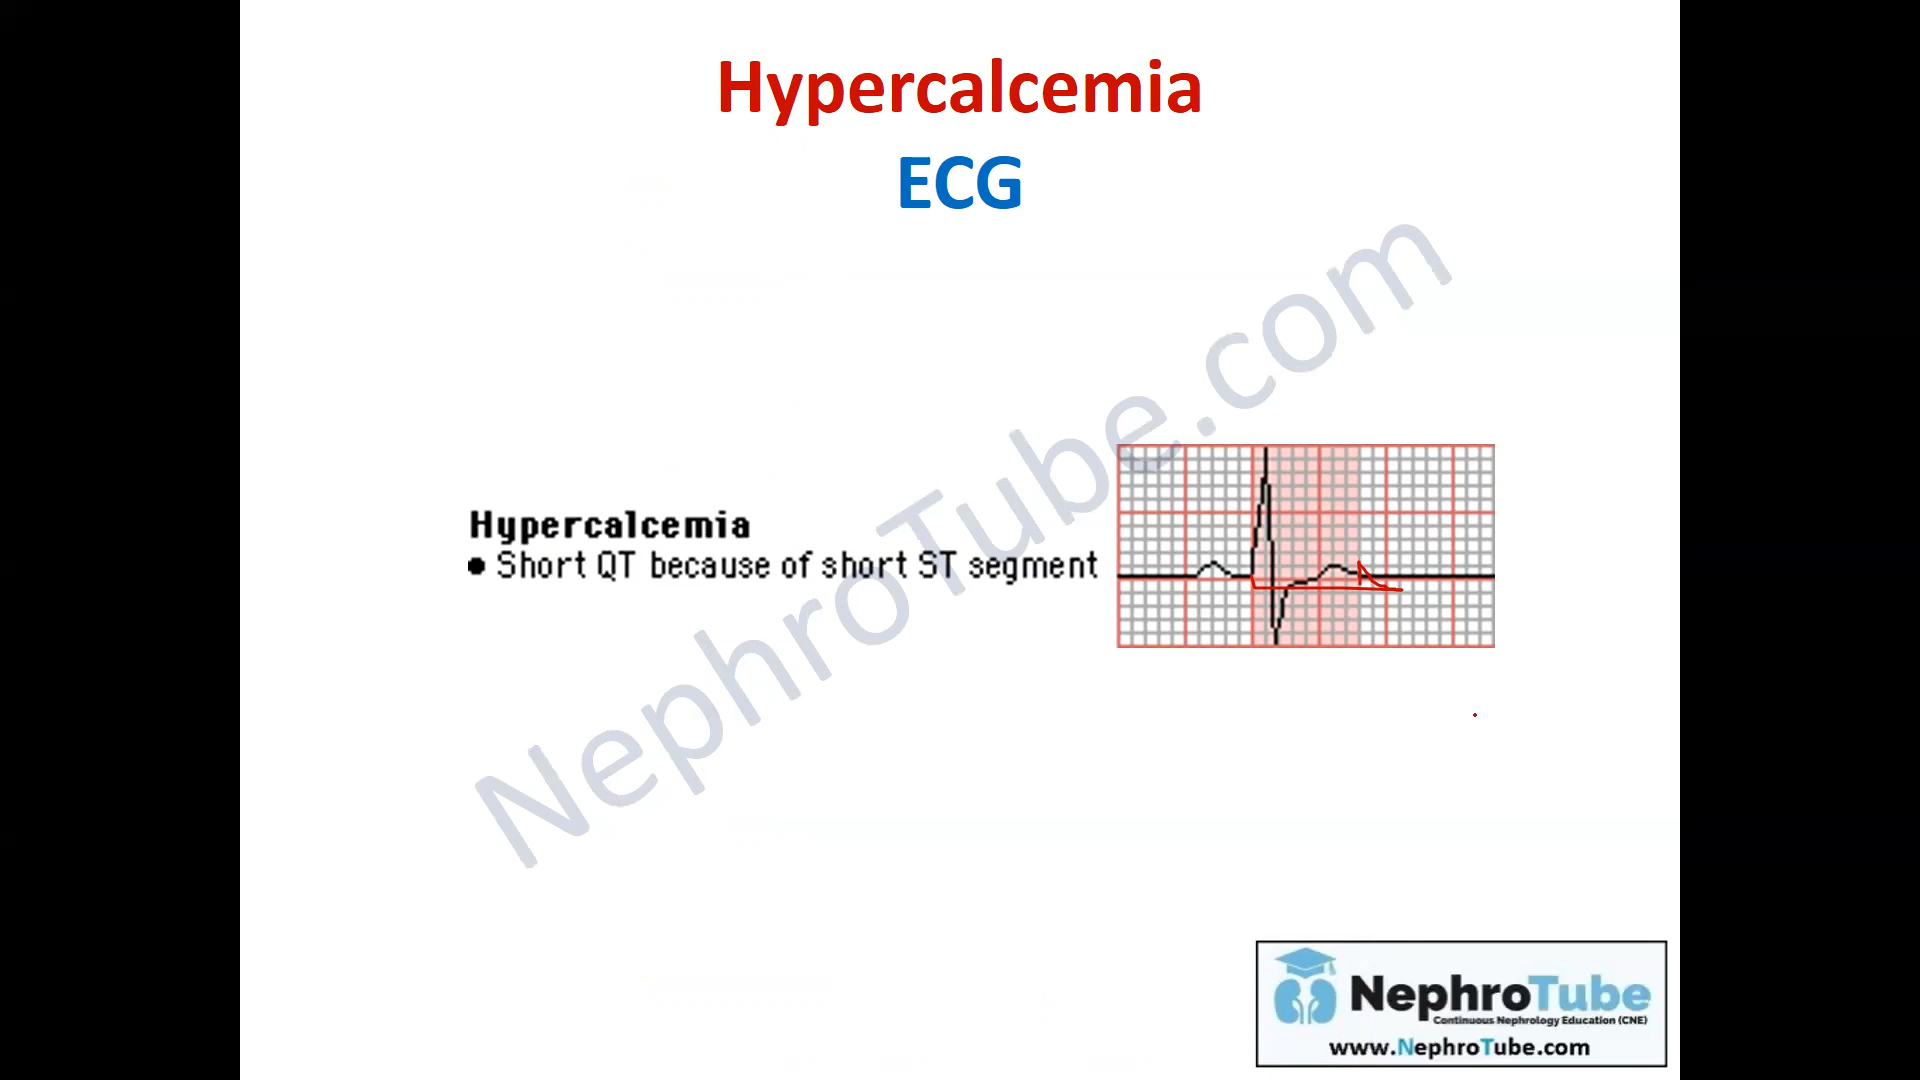 Hypercalcemia
ECG
NephroTube.com
Hypercalcemia
● Short QT because of short ST segment
NephroTube
Continuous Nephrology Education (CNE)
www.NephroTube.com